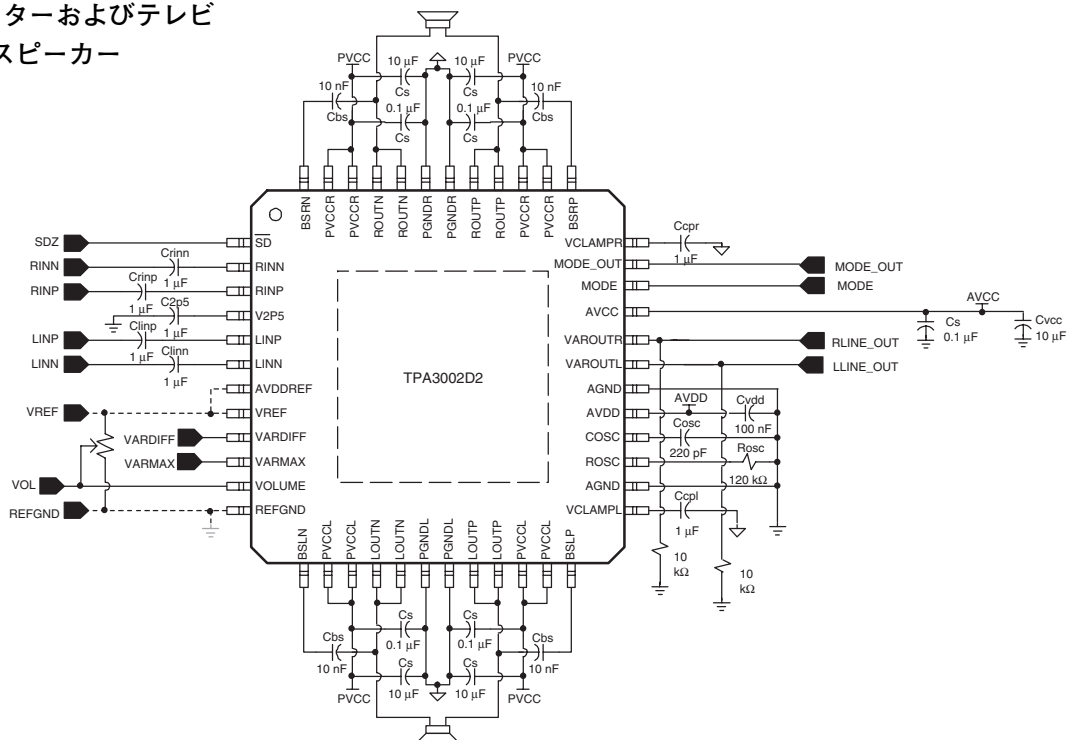 ターおよびテレビ
スピーカー
PVCC
10 μF
10 μF
PVCC
Cs
Cs
10 nF
10 nF
0.1 μF
0.1 μF
Cbs
Cs
Cs
Cbs
BSRN
PVCCR
PVCCR
ROUTN
ROUTN
PGNDR
PGNDR
ROUTP
ROUTP
PVCCR
PVCCR
BSRP
SDZ
SD
RINN
Crinn
1 μF
RINN
RINP
Crinp
1 μF
RINP
C2p5
1 μF
V2P5
LINP
Clinp
1 μF
LINP
LINN
Clinn
1 μF
LINN
AVDDREF
VREF
VREF
VARDIFF
VARDIFF
VARMAX
VARMAX
VOL
VOLUME
REFGND
REFGND
TPA3002D2
VCLAMPR
Ccpr
1 μF
MODE_OUT
MODE_OUT
MODE
MODE
AVCC
AVCC
Cs
0.1 μF
Cvcc
10 μF
VAROUTR
RLINE_OUT
VAROUTL
LLINE_OUT
AGND
AVDD
AVDD
Cvdd
100 nF
COSC
Cosc
220 pF
ROSC
Rosc
120 kΩ
AGND
VCLAMPL
Ccpl
1 μF
10
kΩ
10
kΩ
BSLN
PVCCL
PVCCL
LOUTN
LOUTN
PGNDL
PGNDL
LOUTP
LOUTP
PVCCL
PVCCL
BSLP
Cs
Cs
Cbs
0.1 μF
0.1 μF
Cbs
10 nF
Cs
Cs
10 nF
10 μF
10 μF
PVCC
PVCC